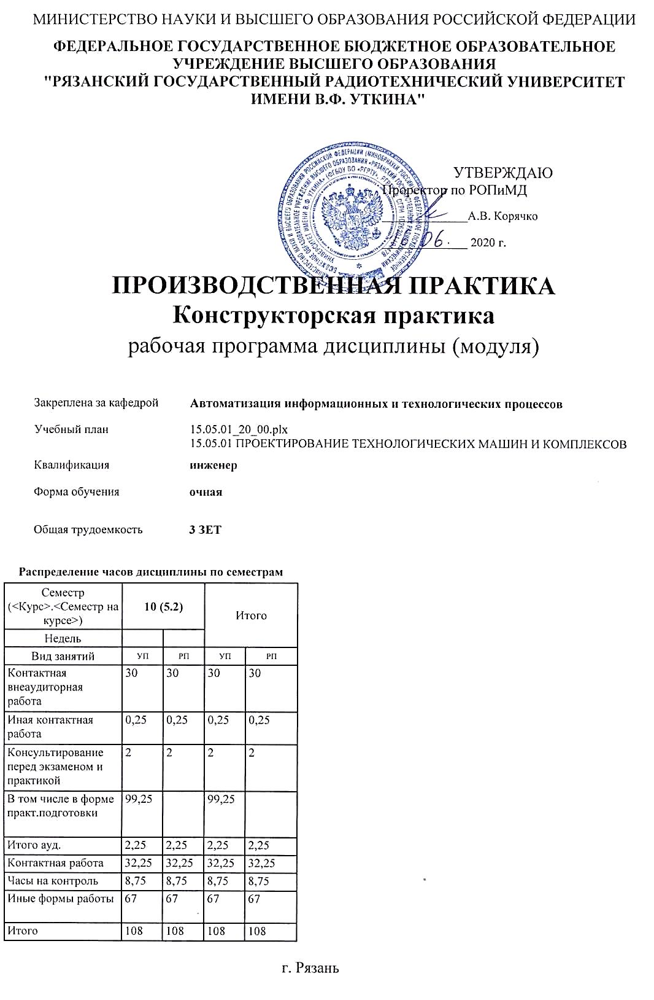 МИНИСТЕРСТВО НАУКИ И ВЫСШЕГО ОБРАЗОВАНИЯ РОССИЙСКОЙ ФЕДЕРАЦИИ
ФЕДЕРАЛЬНОЕ ГОСУДАРСТВЕННОЕ БЮДЖЕТНОЕ ОБРАЗОВАТЕЛЬНОЕ
УЧРЕЖДЕНИЕ ВЫСШЕГО ОБРАЗОВАНИЯ
"РЯЗАНСКИЙ ГОСУДАРСТВЕННЫЙ РАДИОТЕХНИЧЕСКИЙ УНИВЕРСИТЕТ
ИМЕНИ В.Ф. УТКИНА"
УТВЕРЖДАЮ
Проректор по РОПиМД
А.В. Корячко
06. 2020 г.
ПРОИЗВОДСТВЕННАЯ ПРАКТИКА
Конструкторская практика
рабочая программа дисциплины (модуля)
Закреплена за кафедрой Автоматизация информационных и технологических процессов
Учебный план 15.05.01_20_00.plx
15.05.01 ПРОЕКТИРОВАНИЕ ТЕХНОЛОГИЧЕСКИХ МАШИН И КОМПЛЕКСОВ
Квалификация инженер
Форма обучения очная
Общая трудоемкость 3 ЗЕТ
Распределение часов дисциплины по семестрам
Семестр
(<Курс>.<Семестр на
курсе>) 10 (5.2) Итого
Недель
Вид занятий УП РП УП РП
Контактная 30 30 30 30
внеаудиторная
работа
Иная контактная 0,25 0,25 0,25 0,25
работа
Консультирование 2 2 2 2
перед экзаменом и
практикой
В том числе в форме 99,25 99,25
практ.подготовки
Итого ауд. 2,25 2,25 2,25 2,25
Контактная работа 32,25 32,25 32,25 32,25
Часы на контроль 8,75 8,75 8,75 8,75
Иные формы работы 67 67 67 67
Итого 108 108 108 108
г. Рязань